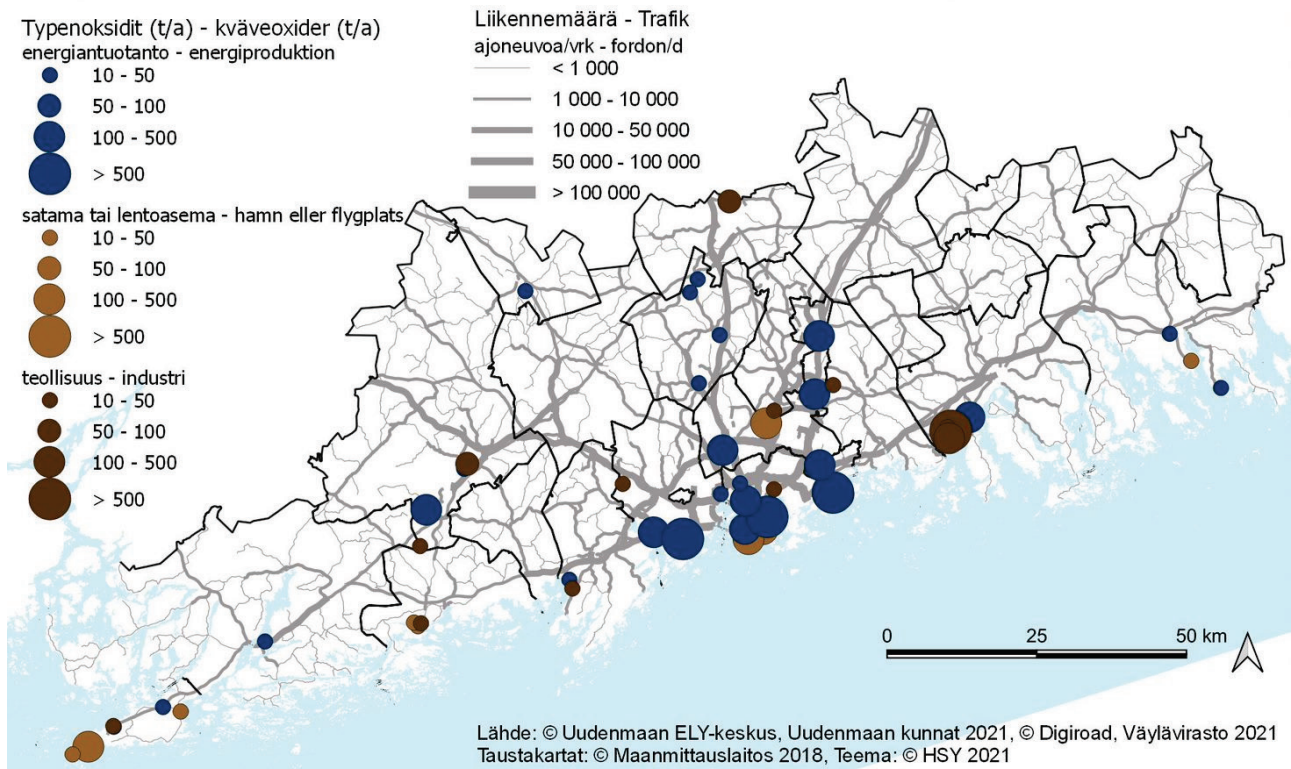 Typenoksidit (t/a) - kväveoxider (t/a)
energiantuotanto - energiproduktion
10 - 50
50 - 100
100 - 500
> 500
satama tai lentoasema - hamn eller flygplats
10 - 50
50 - 100
100 - 500
> 500
teollisuus - industri
10 - 50
50 - 100
100 - 500
> 500
Liikennemäärä - Trafik
ajoneuvoa/vrk - fordon/d
< 1 000
1 000 - 10 000
10 000 - 50 000
50 000 - 100 000
> 100 000
0 25 50 km
Lähde: © Uudenmaan ELY-keskus, Uudenmaan kunnat 2021, © Digiroad, Väylävirasto 2021
Taustakartat: © Maanmittauslaitos 2018, Teema: © HSY 2021